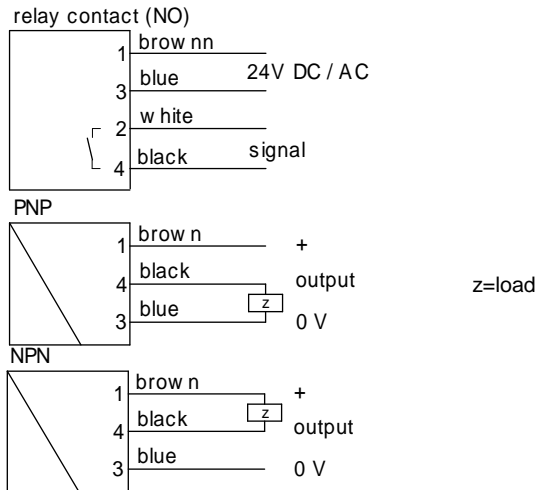 relay contact (NO)
1 brow nn
24V DC / AC
3 blue
2 w hite
signal
4 black
PNP
1 brow n +
4 black output
z z=load
3 blue 0 V
NPN
1 brow n +
z
4 black output
3 blue 0 V